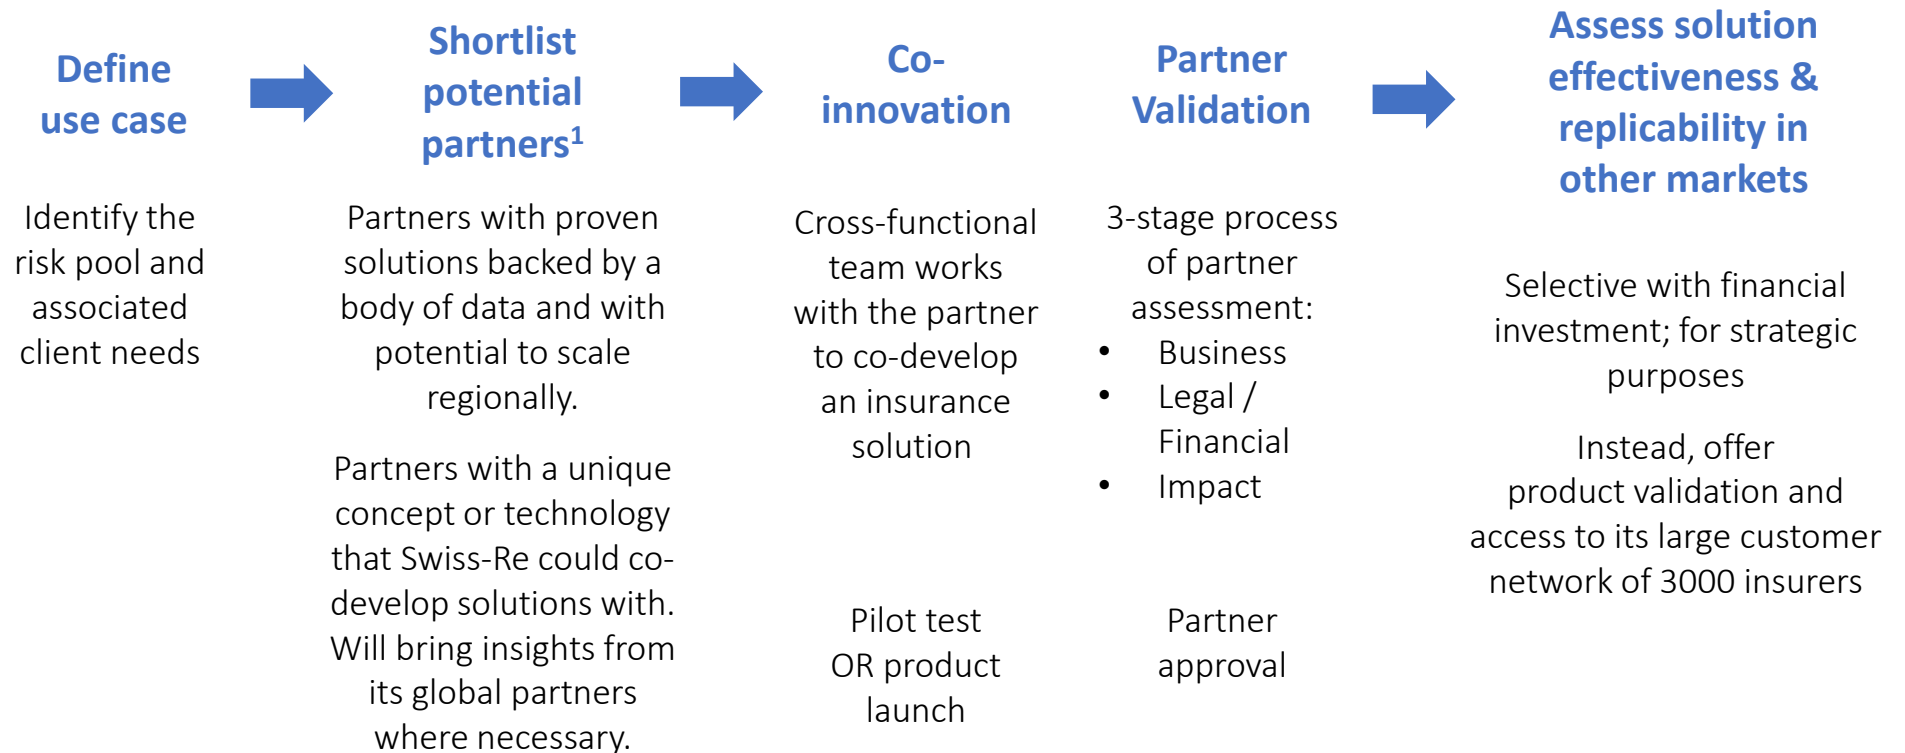 Define
use case
Identify the
risk pool and
associated
client needs
Shortlist
potential
partners1
Partners with proven
solutions backed by a
body of data and with
potential to scale
regionally.
Partners with a unique
concept or technology
that Swiss-Re could co-
develop solutions with.
Will bring insights from
its global partners
where necessary.
Co-
innovation
Cross-functional
team works
with the partner
to co-develop
an insurance
solution
Pilot test
OR product
launch
Partner
Validation
3-stage process
of partner
assessment:
• Business
• Legal /
Financial
• Impact
Partner
approval
Assess solution
effectiveness &
replicability in
other markets
Selective with financial
investment; for strategic
purposes
Instead, offer
product validation and
access to its large customer
network of 3000 insurers